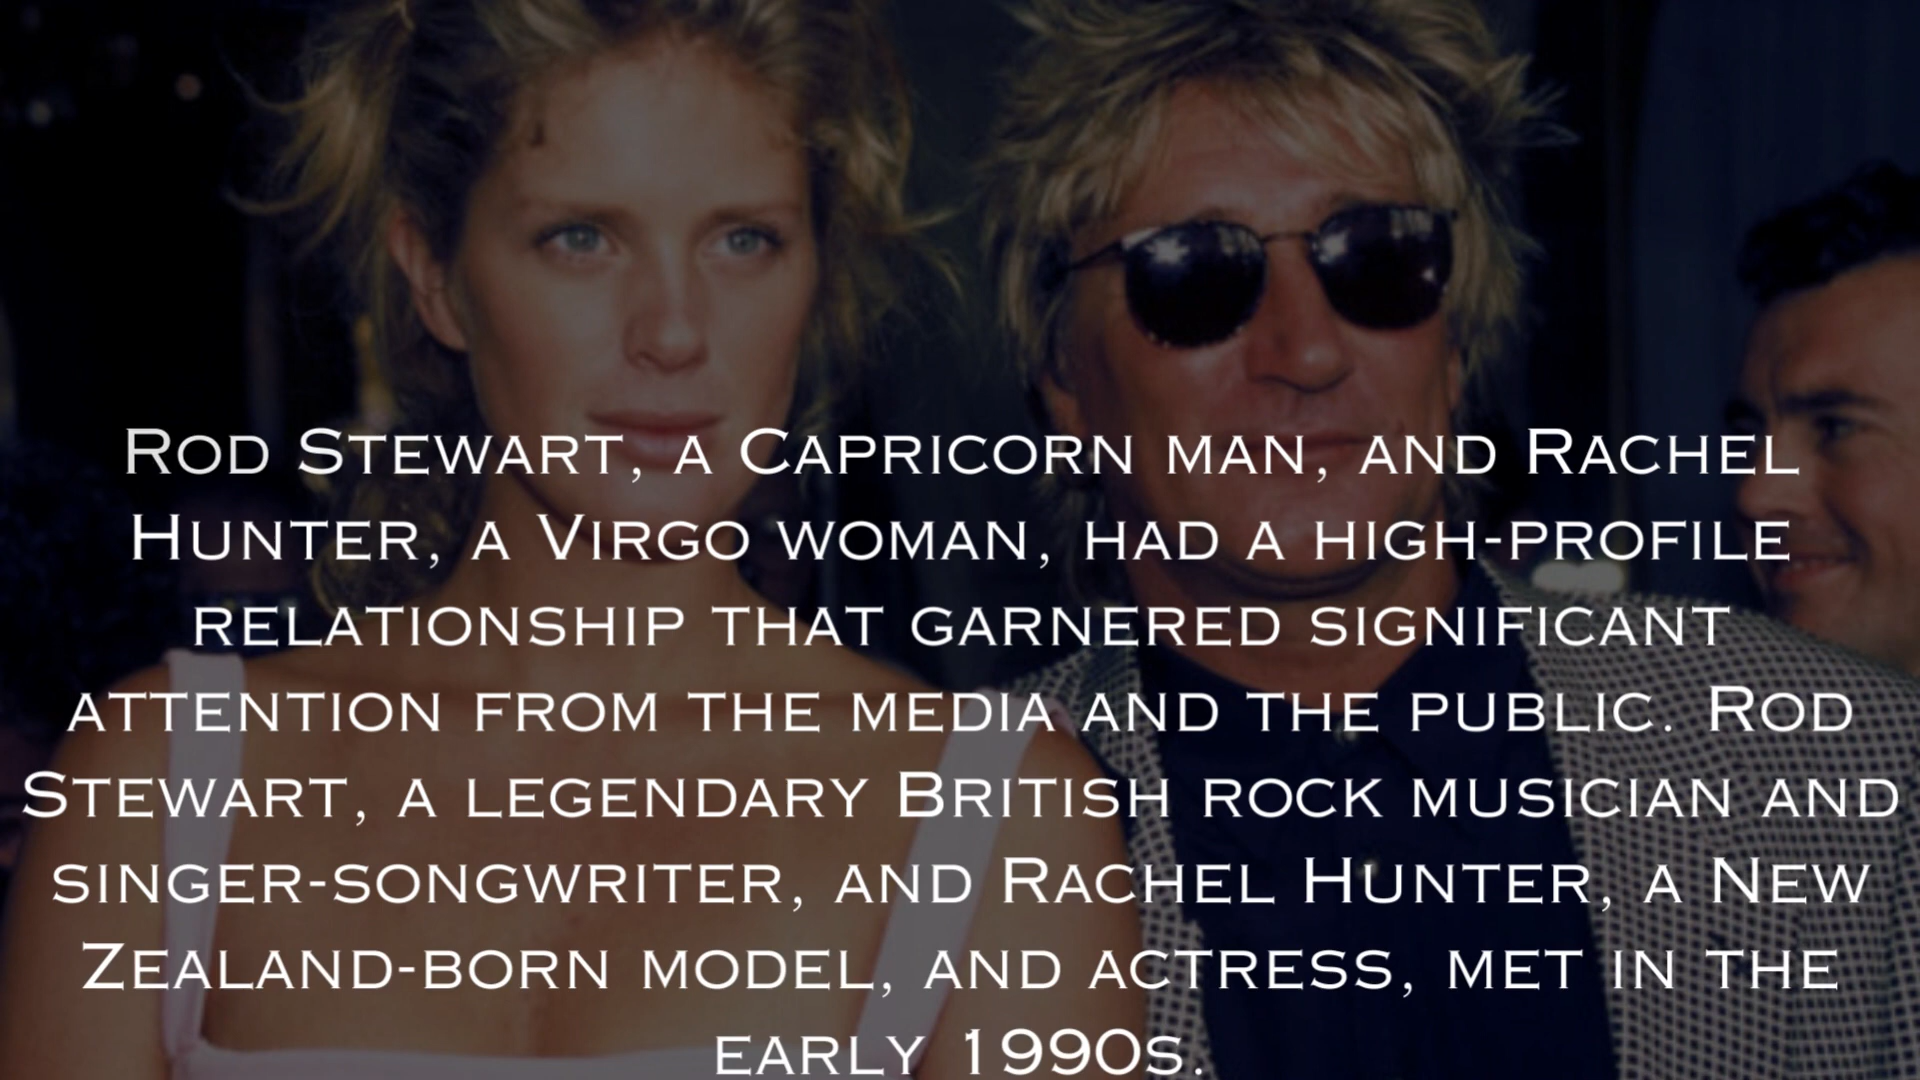 Rod Stewart, a Capricorn man, and Rachel
Hunter, a Virgo woman, had a high-profile
relationship that garnered significant
attention from the media and the public. Rod
Stewart, a legendary British rock musician and
singer-songwriter, and Rachel Hunter, a New
Zealand-born model, and actress, met in the
early 1990s.